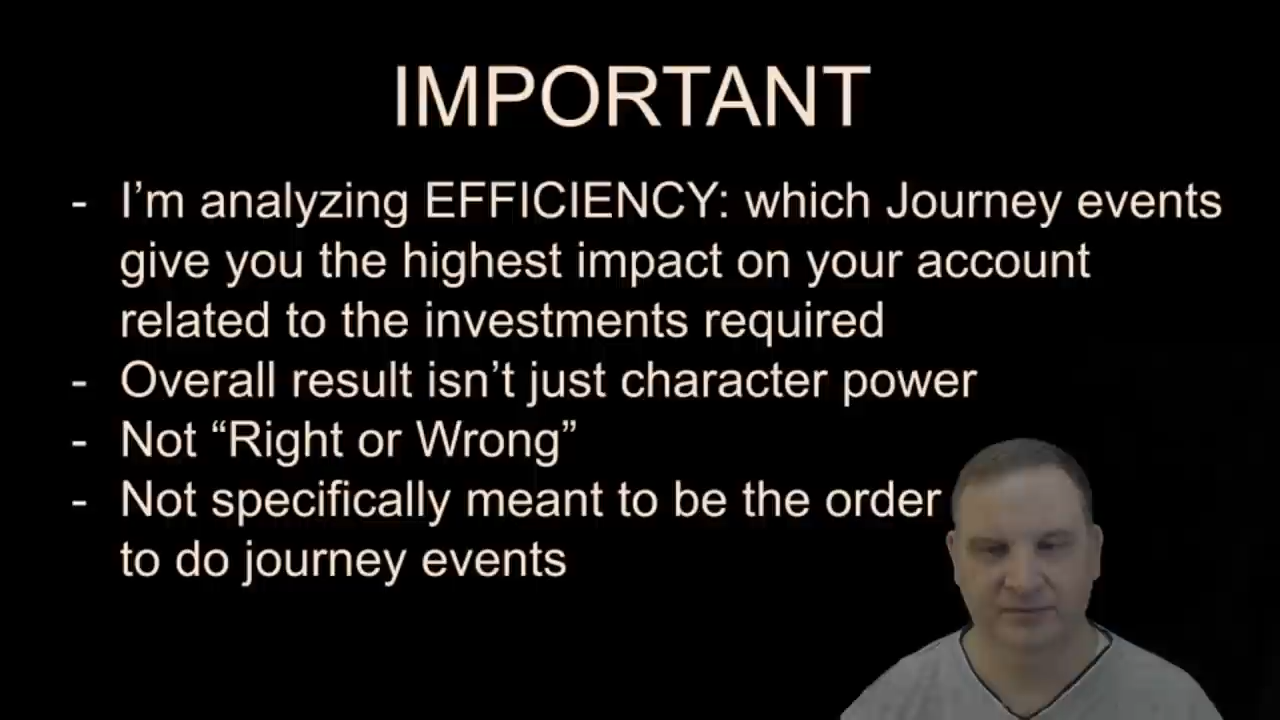 IMPORTANT
- I’m analyzing EFFICIENCY: which Journey events
give you the highest impact on your account
related to the investments required
- Overall result isn’t just character power
- Not “Right or Wrong”
- Not specifically meant to be the order
to do journey events